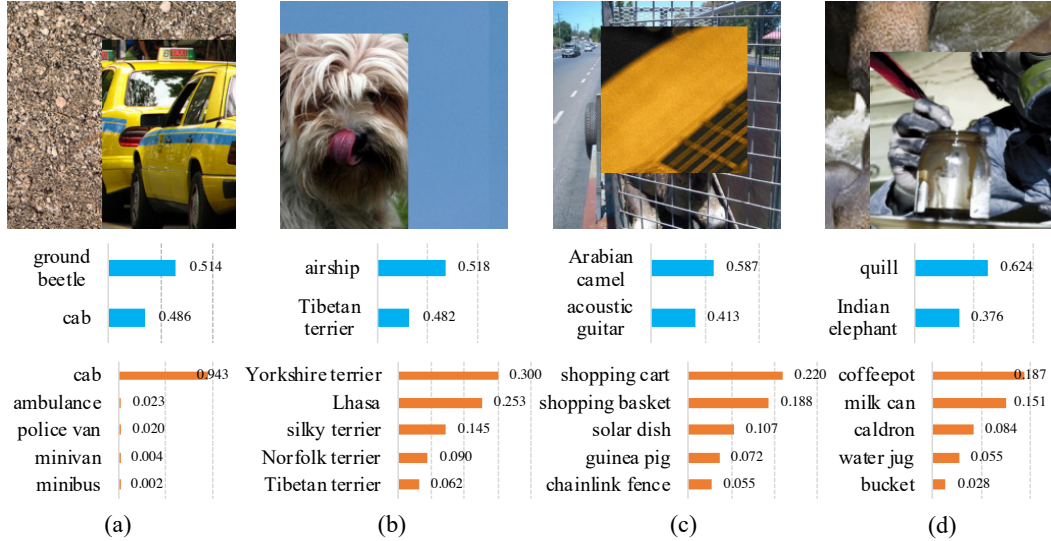 TAXI
ground
beetle
0.514
cab
0.486
airship
0.518
Tibetan
terrier
0.482
Arabian
camel
0.587
acoustic
guitar
0.413
quill
0.624
Indian
elephant
0.376
cab
0.943
ambulance
0.023
police van
0.020
minivan
0.004
minibus
0.002
Yorkshire terrier
0.300
Lhasa
0.253
silky terrier
0.145
Norfolk terrier
0.090
Tibetan terrier
0.062
shopping cart
0.220
shopping basket
0.188
solar dish
0.107
guinea pig
0.072
chainlink fence
0.055
coffeepot
0.187
milk can
0.151
caldron
0.084
water jug
0.055
bucket
0.028
(a)
(b)
(c)
(d)